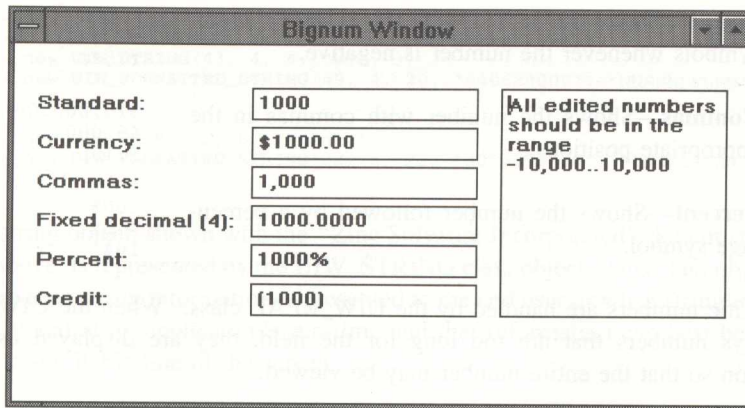 Bignum Window
Standard: 1000
Currency: $1000.00
Commas: 1,000
Fixed decimal (4): 1000.0000
Percent: 1000%
Credit: (1000)
All edited numbers
should be in the
range
-10,000..10,000